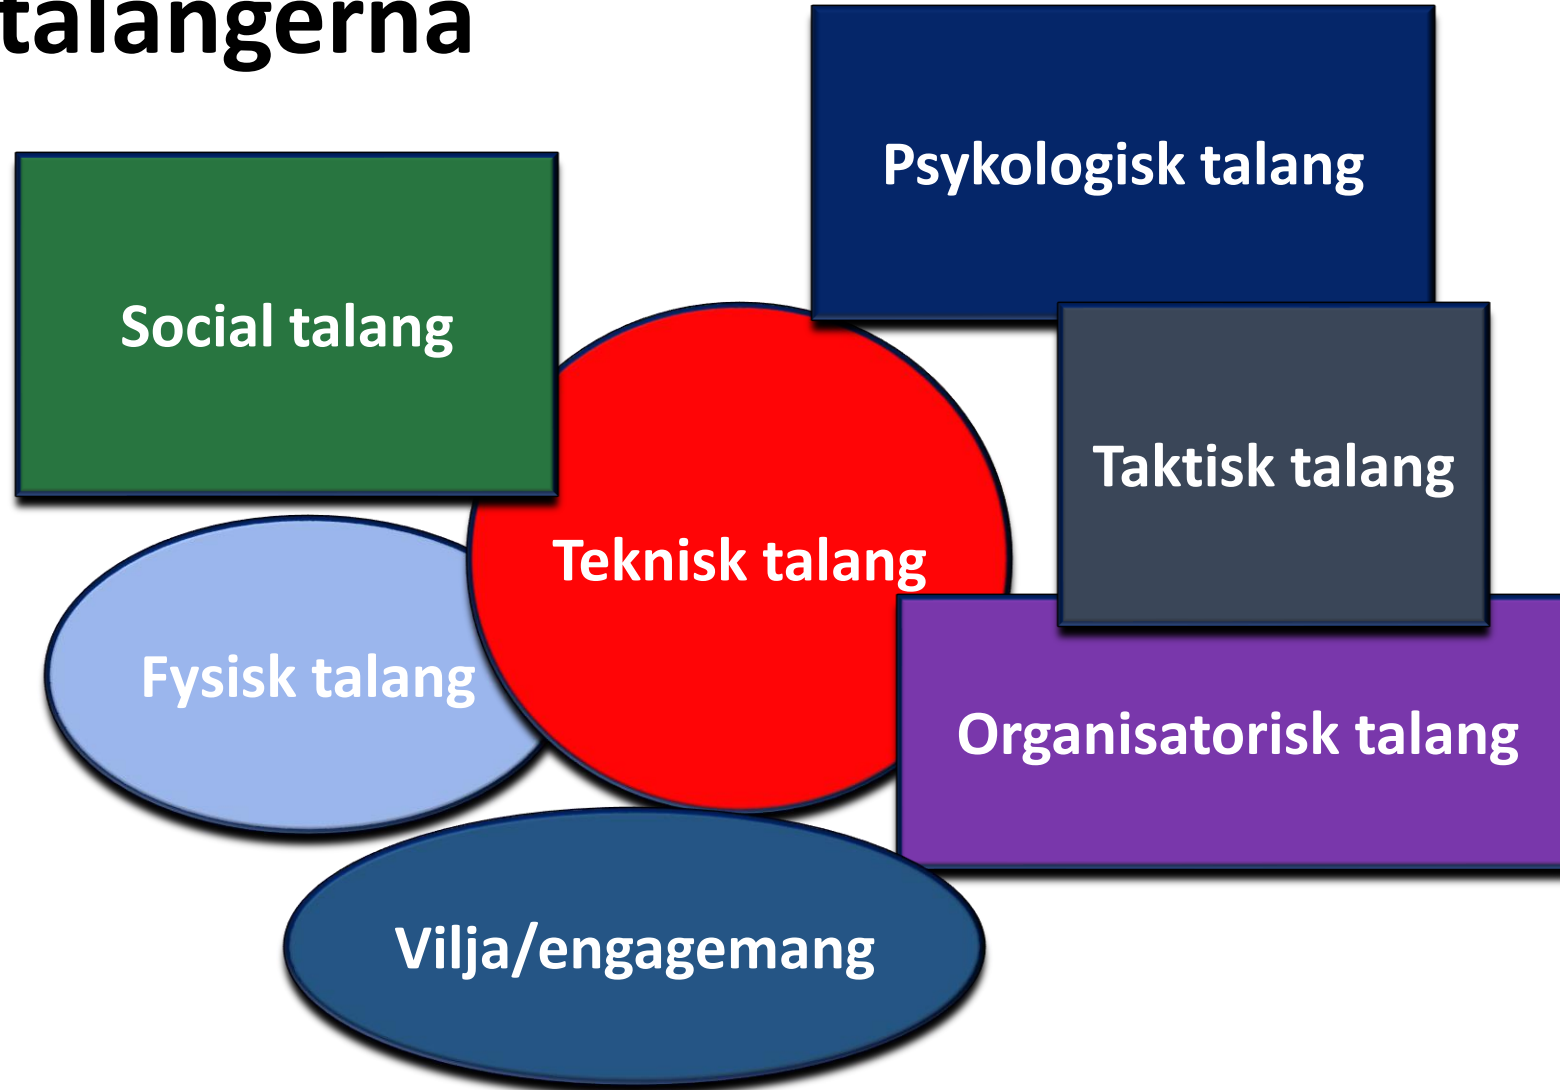 talangerna
Psykologisk talang
Social talang
Taktisk talang
Teknisk talang
Fysisk talang
Organisatorisk talang
Vilja/engagemang